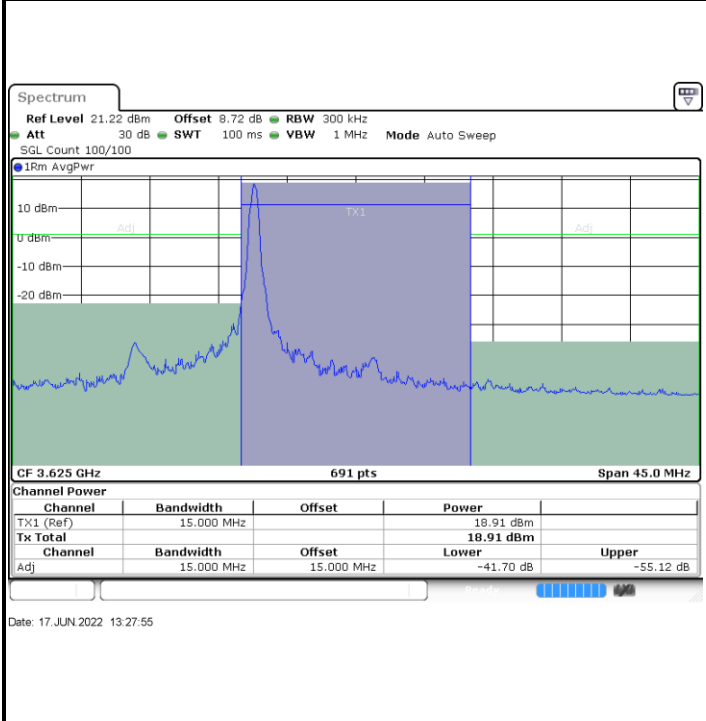 Spectrum
Ref Level 21.22 dBm Offset 8.72 dB RBW 300 kHz
Att 30 dB SWT 100 ms VBW 1 MHz Mode Auto Sweep
SGL Count 100/100
1Rm AvgPwr
10 dBm
TX1
Adj Adj
0 dBm
-10 dBm
-20 dBm
CF 3.625 GHz 691 pts Span 45.0 MHz
Channel Power
Channel Bandwidth Offset Power
TX1 (Ref) 15.000 MHz 18.91 dBm
Tx Total 18.91 dBm
Channel Bandwidth Offset Lower Upper
Adj 15.000 MHz 15.000 MHz -41.70 dB -55.12 dB
Ready
Date: 17.JUN.2022 13:27:55